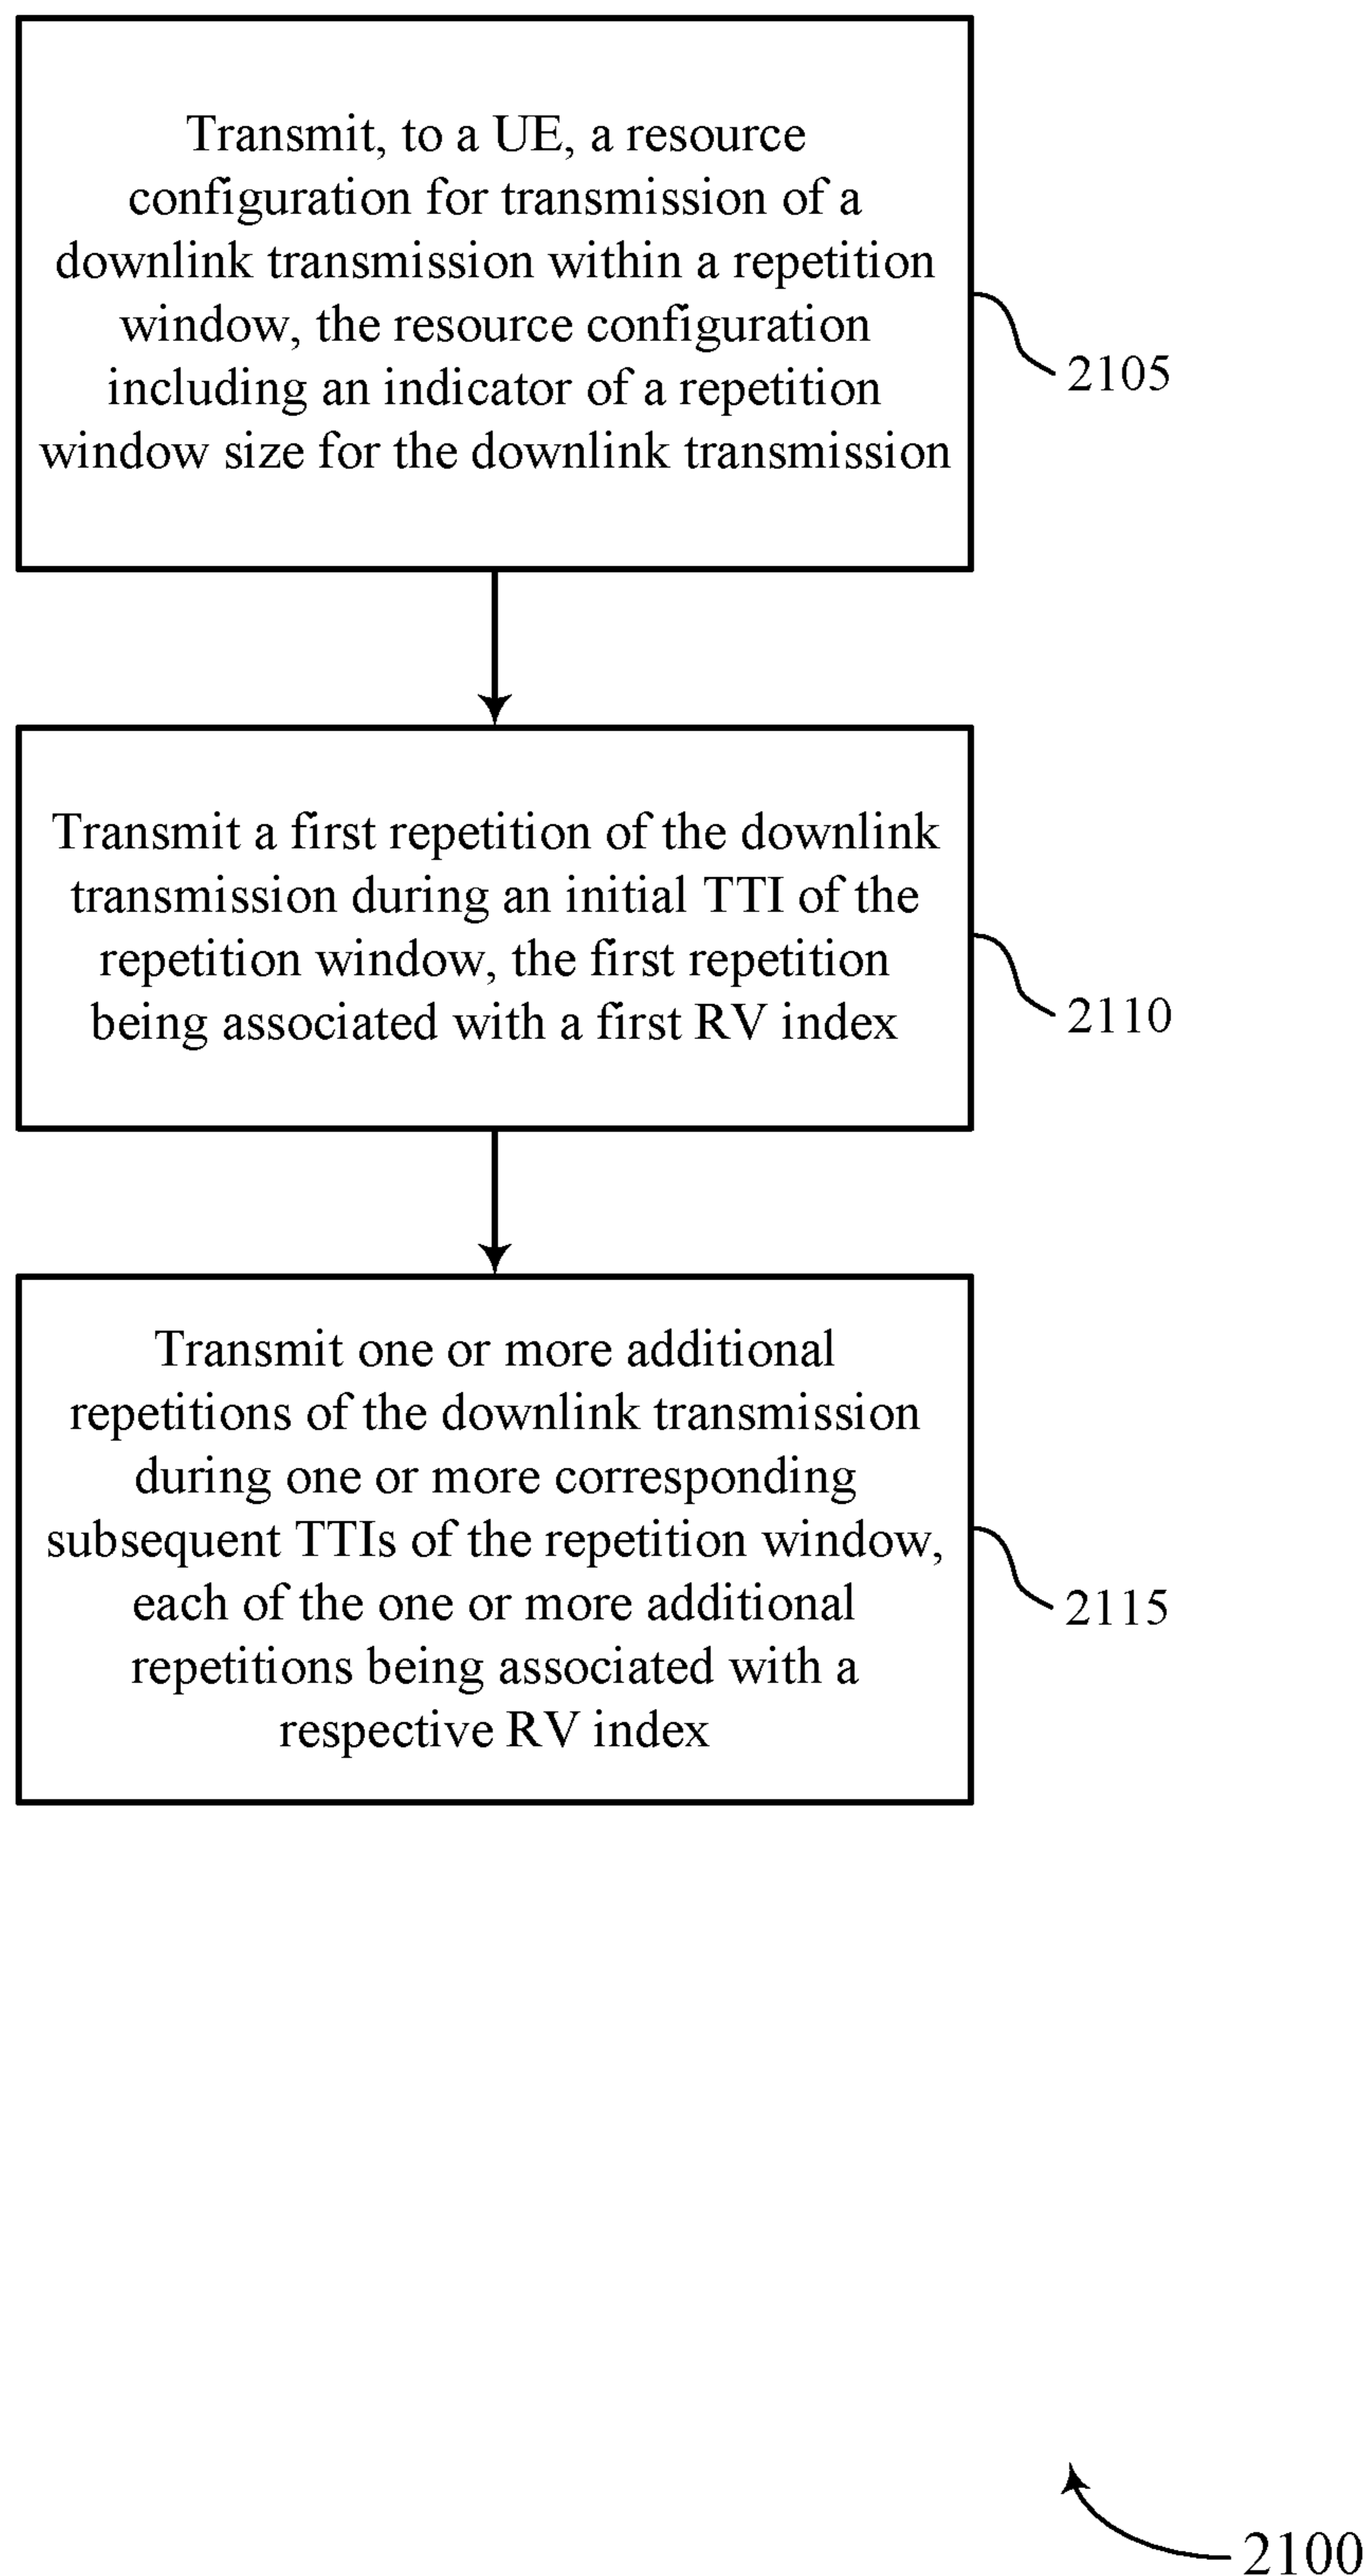 Transmit, to a UE, a resource
configuration for transmission of a
downlink transmission within a repetition
window, the resource configuration
including an indicator of a repetition
window size for the downlink transmission
2105
Transmit a first repetition of the downlink
transmission during an initial TTI of the
repetition window, the first repetition
being associated with a first RV index
2110
Transmit one or more additional
repetitions of the downlink transmission
during one or more corresponding
subsequent TTIs of the repetition window,
each of the one or more additional
repetitions being associated with a
respective RV index
2115
2100